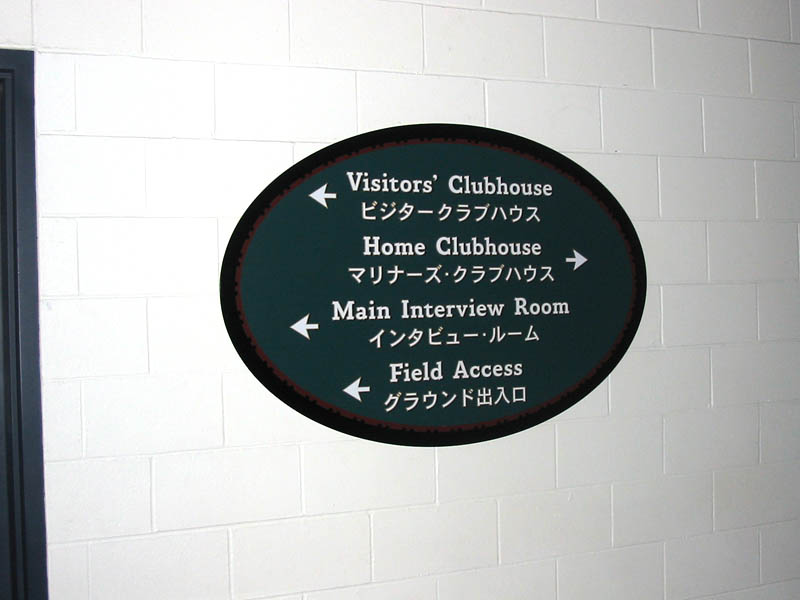 Visitors' Clubhouse
ビジタークラブハウス
Home Clubhouse
マリナーズ·クラブハウス
Main Interview Room
インタビュー·ルーム
Field Access
グラウンド出入口